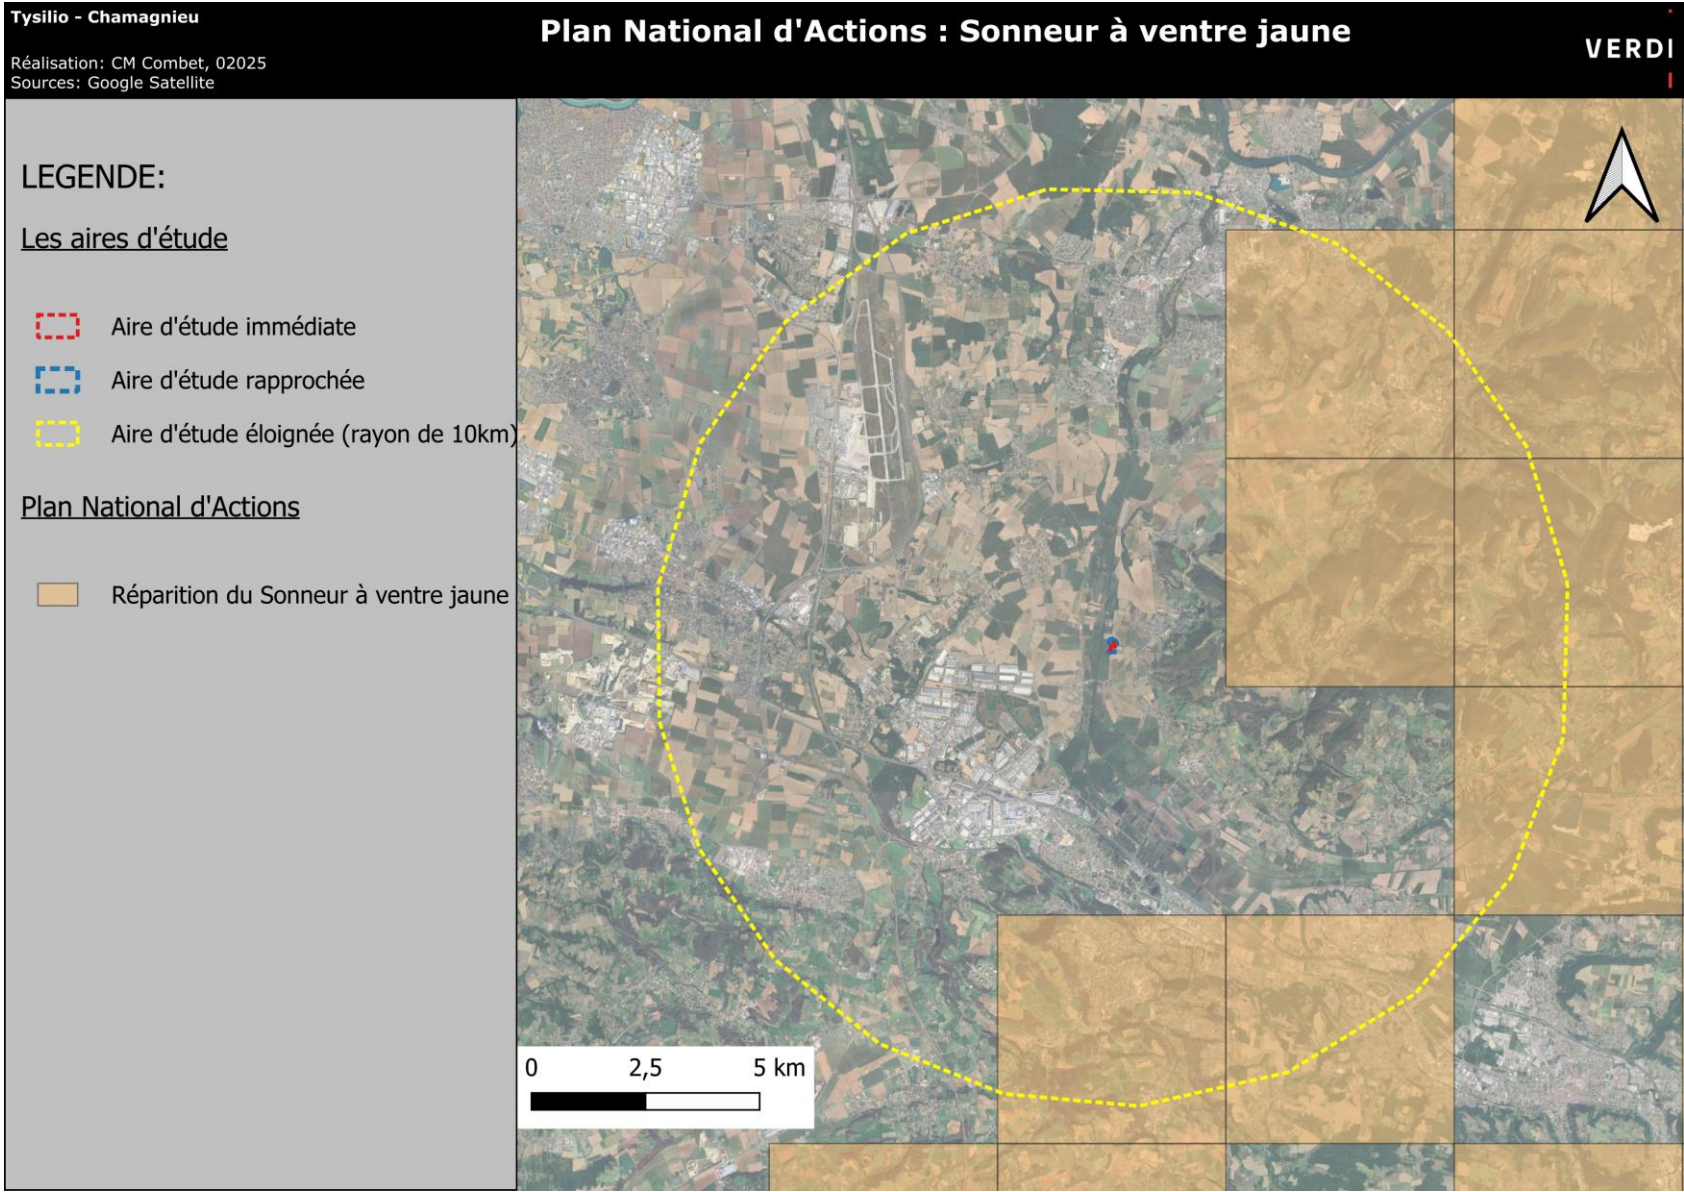 Tysilio - Chamagnieu
Plan National d'Actions : Sonneur à ventre jaune
Réalisation: CM Combet, 02025
Sources: Google Satellite
VERDI
LEGENDE:
Les aires d'étude
Aire d'étude immédiate
Aire d'étude rapprochée
Aire d'étude éloignée (rayon de 10km)
Plan National d'Actions
Réparition du Sonneur à ventre jaune
0 2,5 5 km